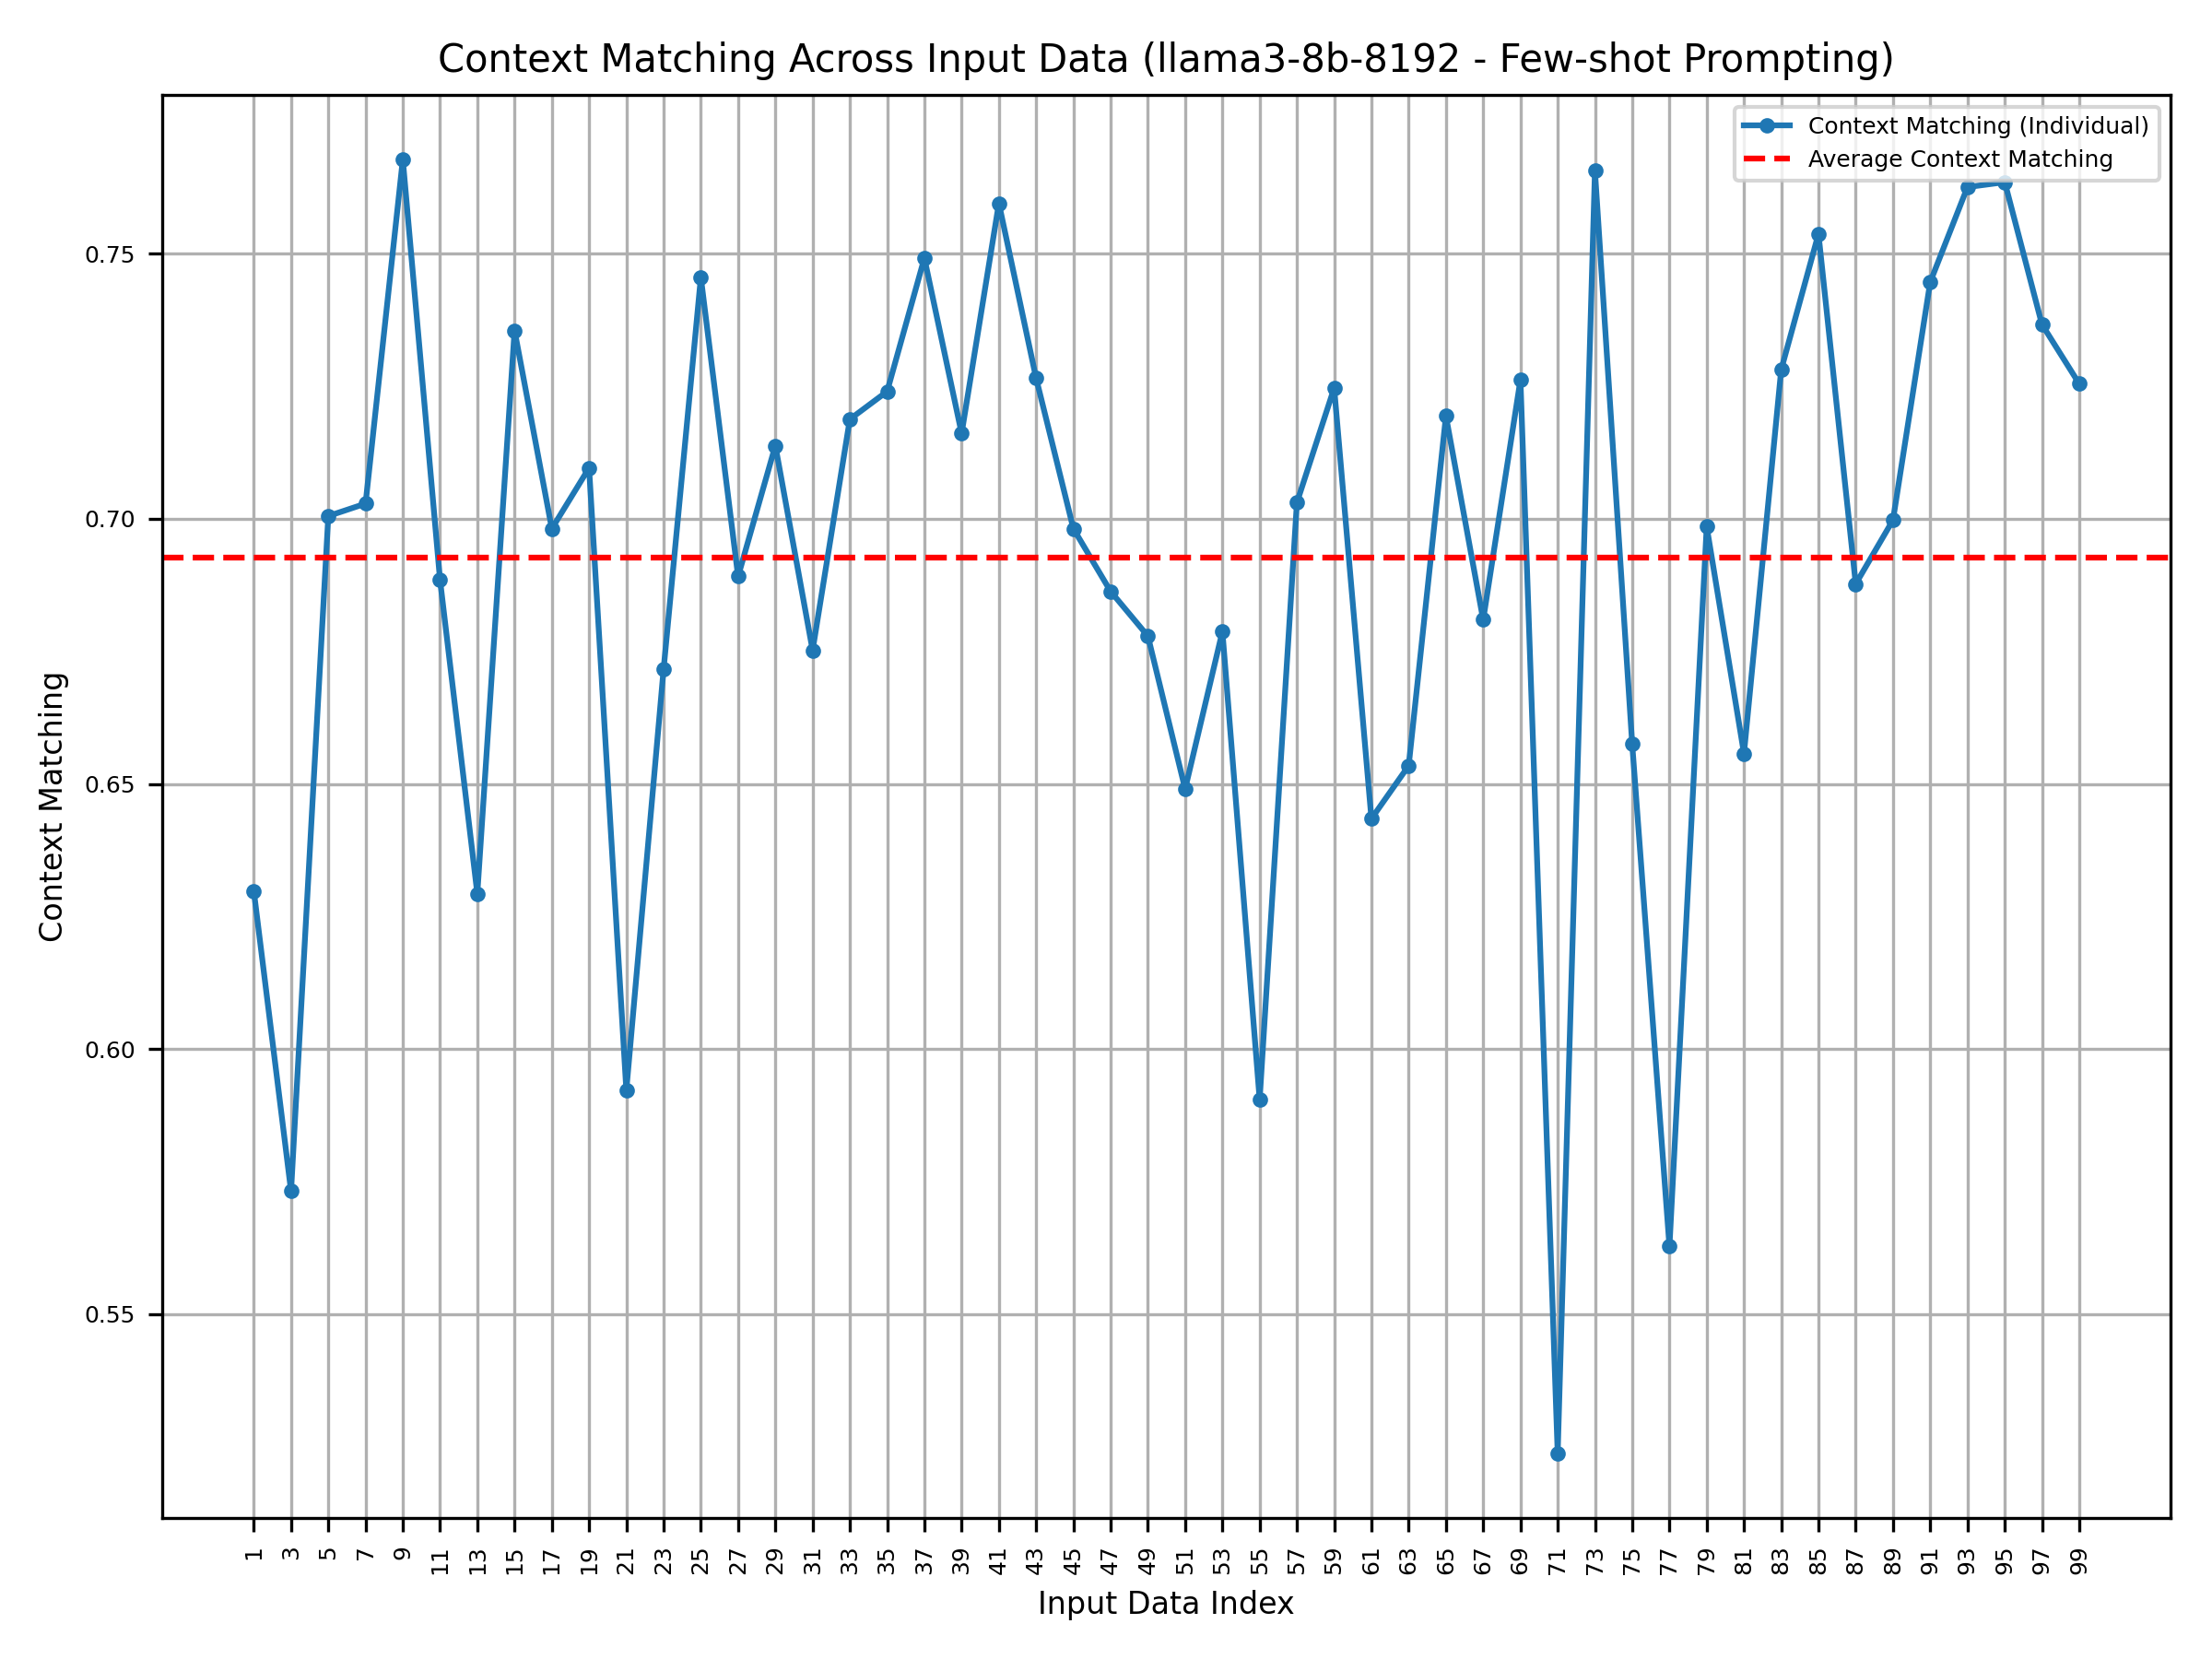 Context Matching Across Input Data (llama3-8b-8192 - Few-shot Prompting)
Context Matching (Individual)
Average Context Matching
Context Matching
0.75
0.70
0.65
0.60
0.55
1 3 5 7 9 11 13 15 17 19 21 23 25 27 29 31 33 35 37 39 41 43 45 47 49 51 53 55 57 59 61 63 65 67 69 71 73 75 77 79 81 83 85 87 89 91 93 95 97 99
Input Data Index